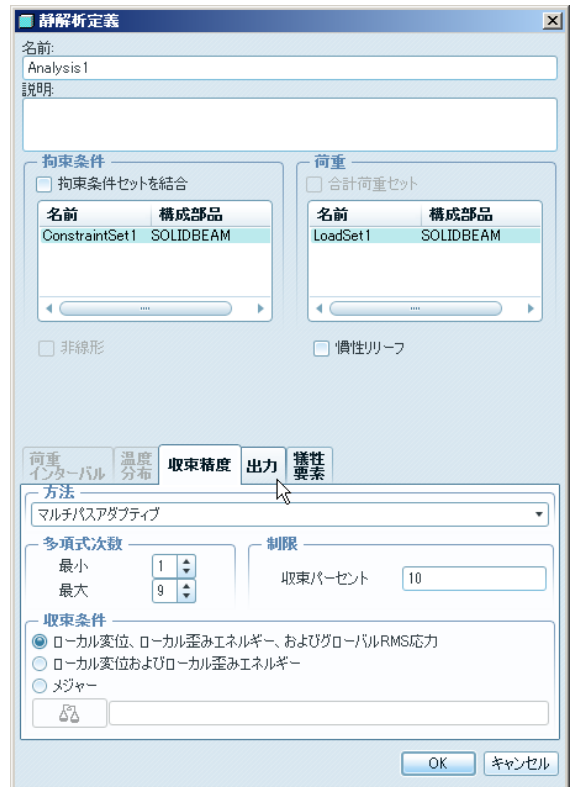 静解析定義
名前:
Analysis1
説明:
拘束条件
拘束条件セットを結合
名前 構成部品
ConstraintSet1 SOLIDBEAM
荷重
合計荷重セット
名前 構成部品
LoadSet1 SOLIDBEAM
非線形
慣性リリーフ
荷重
インターバル
温度
分布
収束精度
出力
犠牲
要素
方法
マルチパスアダプティブ
多項式次数
最小 1
最大 9
制限
収束パーセント 10
収束条件
ローカル変位、ローカル歪みエネルギー、およびグローバルRMS応力
ローカル変位およびローカル歪みエネルギー
メジャー
OK キャンセル